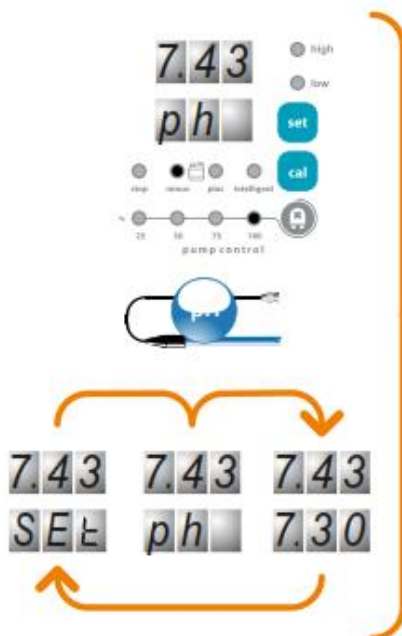 7.43
high
low
ph
set
cal
stop minus plus intelligent
% 25 50 75 100
pump control
pH
7.43 7.43 7.43
SEt ph 7.30